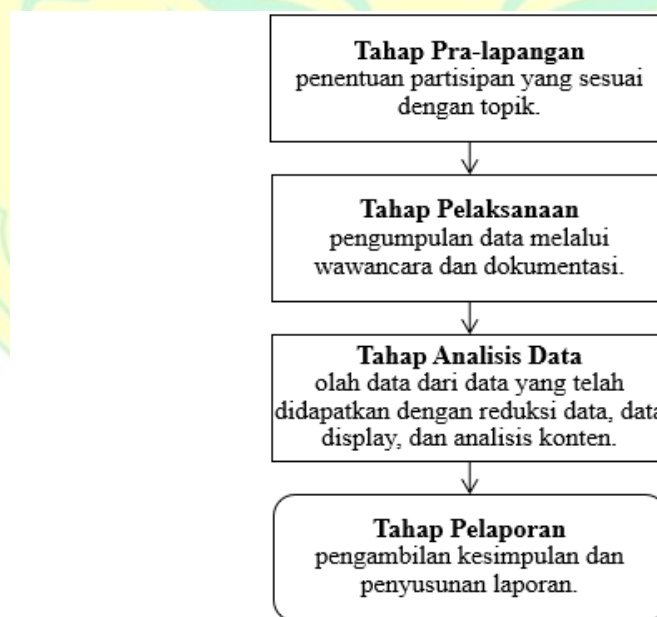 Tahap Pra-lapangan
penentuan partisipan yang sesuai
dengan topik.
Tahap Pelaksanaan
pengumpulan data melalui
wawancara dan dokumentasi.
Tahap Analisis Data
olah data dari data yang telah
didapatkan dengan reduksi data, data
display, dan analisis konten.
Tahap Pelaporan
pengambilan kesimpulan dan
penyusunan laporan.